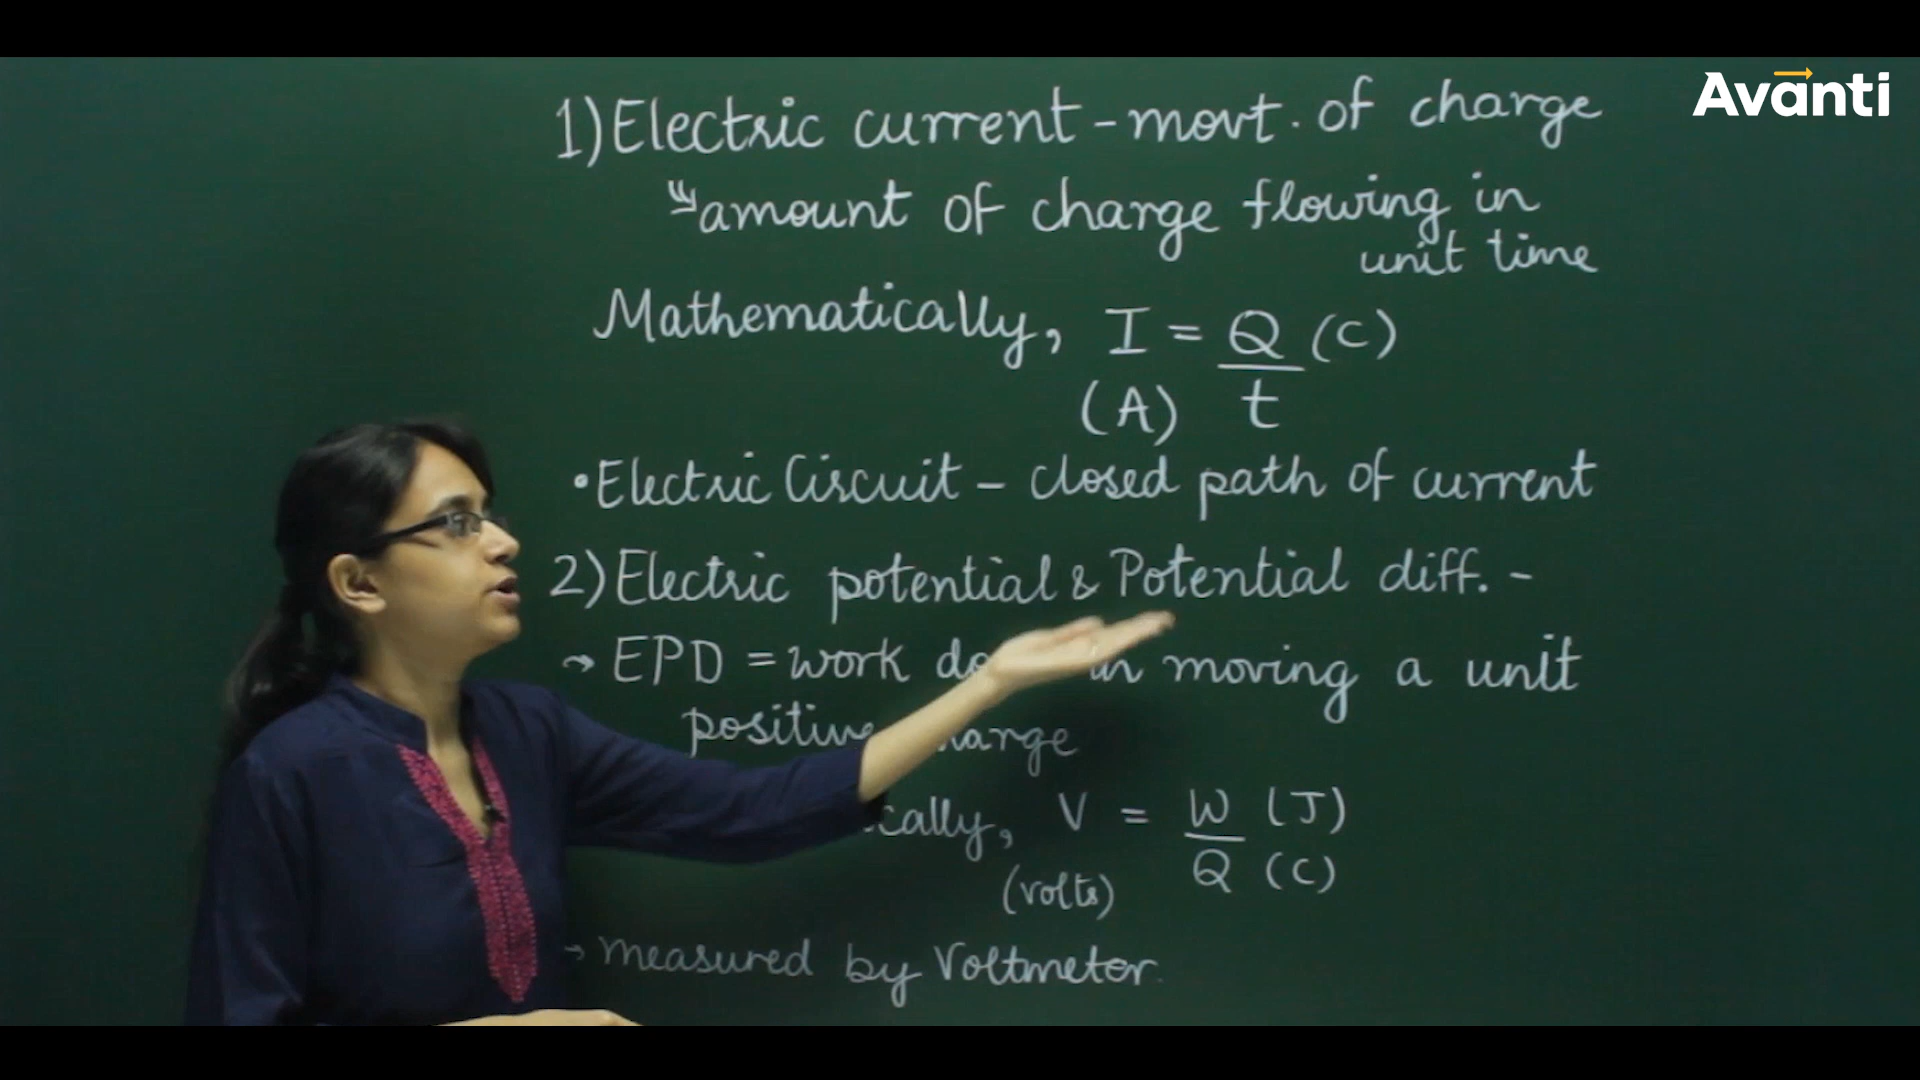 Avanti
1) Electric current - movt. of charge
amount of charge flowing in
unit time
Mathematically, I = Q (C)
(A) t
• Electric Circuit - closed path of current
2) Electric potential & Potential diff. -
→ EPD = work in moving a unit
positive charge
V = W (J)
(volts) Q (C)
→ measured by Voltmeter.